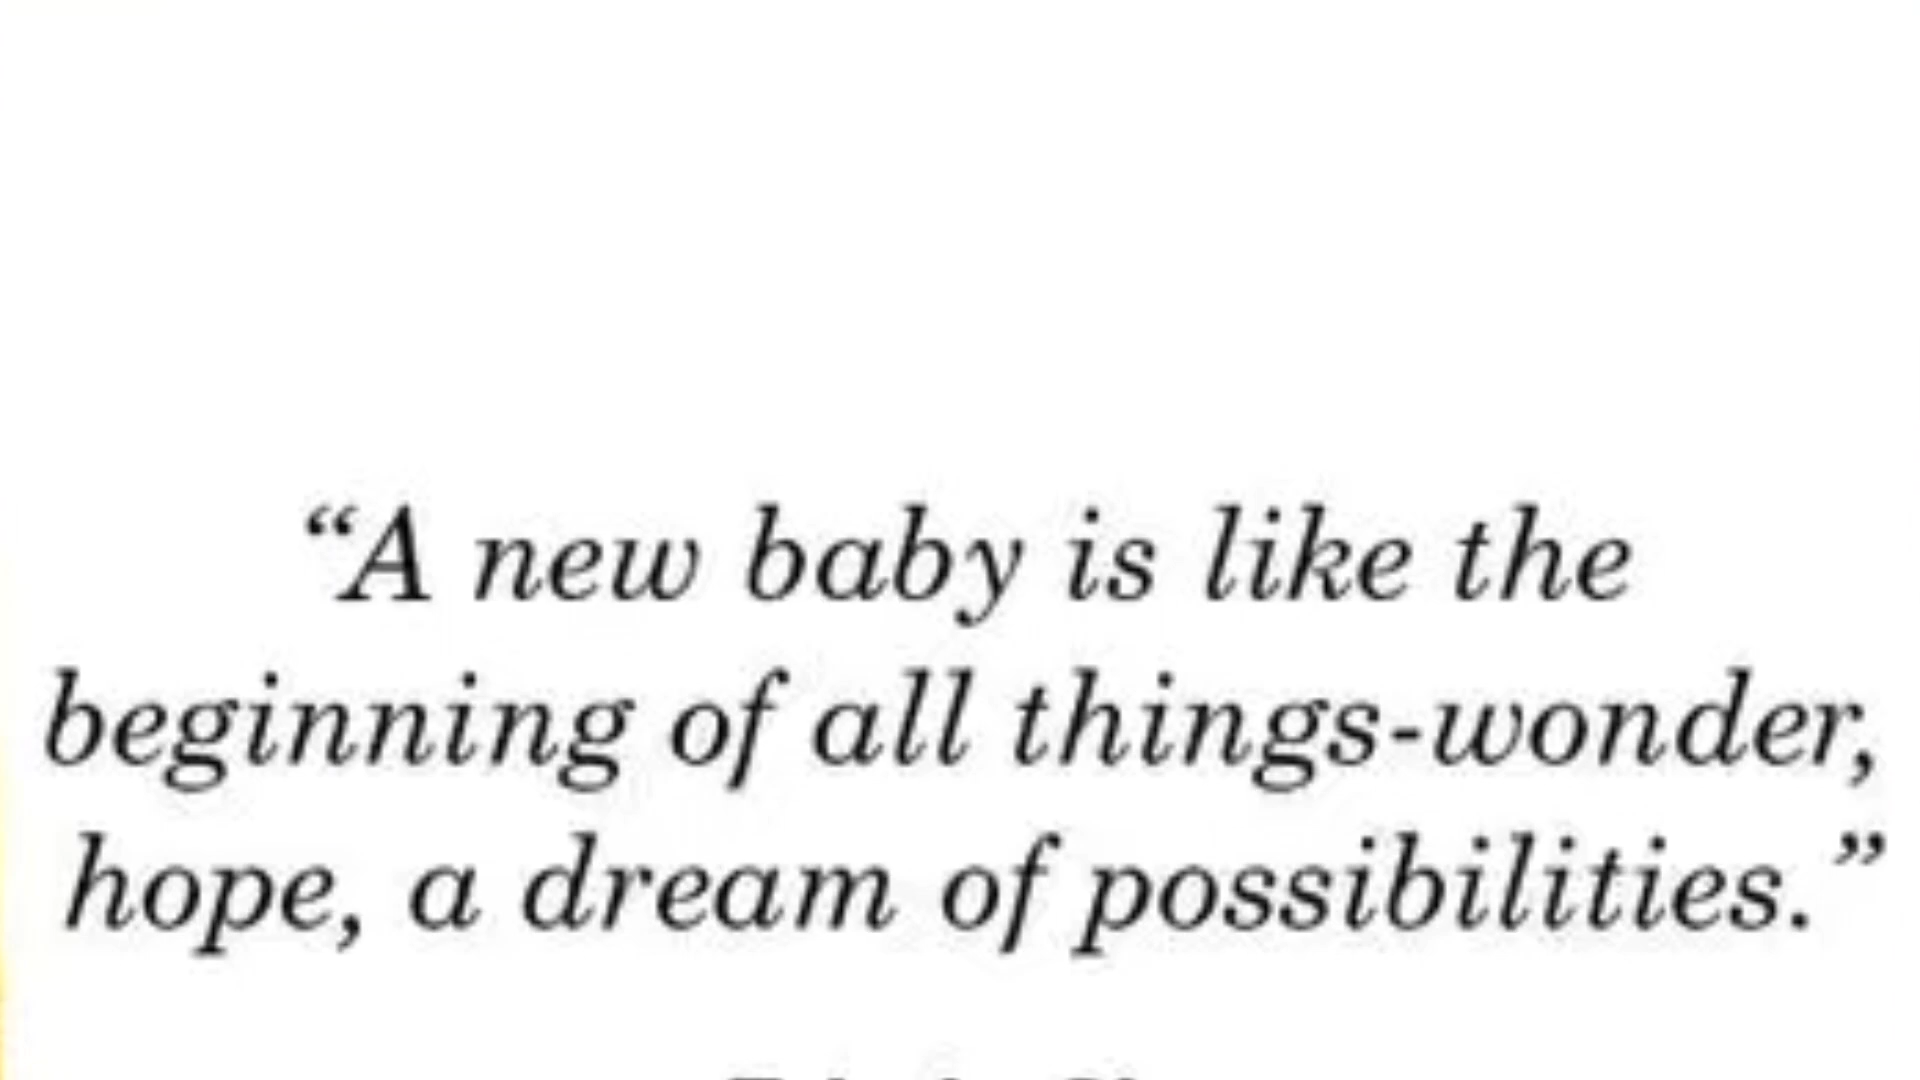 “A new baby is like the
beginning of all things-wonder,
hope, a dream of possibilities.”